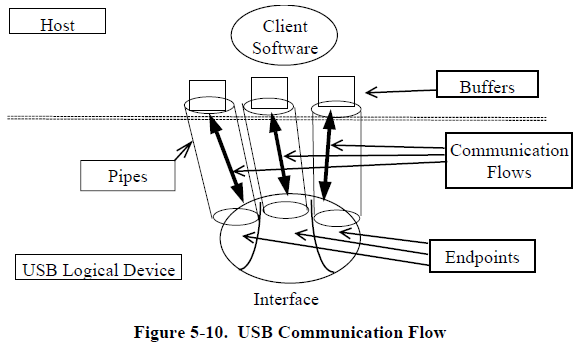 Host
Client
Software
Buffers
Communication
Flows
Pipes
Endpoints
USB Logical Device
Interface
Figure 5-10.  USB Communication Flow